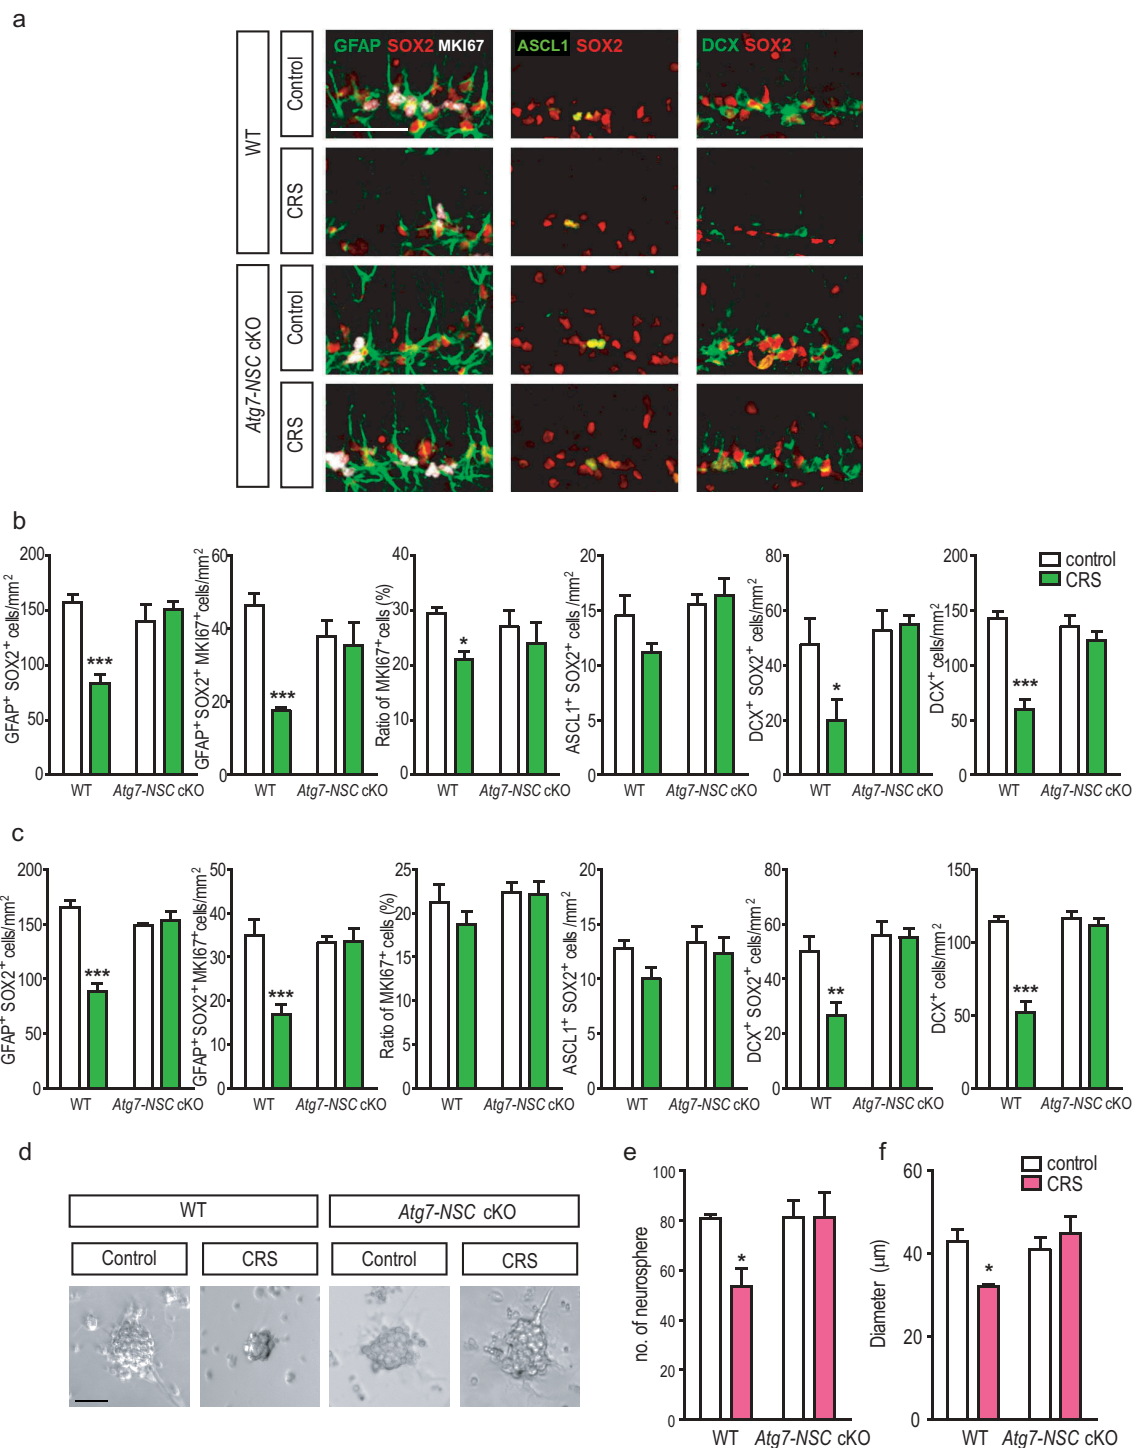 a
GFAP SOX2 MKI67
ASCL1 SOX2
DCX SOX2
WT
Control
CRS
Atg7-NSC cKO
Control
CRS
b
GFAP⁺ SOX2⁺ cells/mm²
200
150
100
50
0
***
WT Atg7-NSC cKO
GFAP⁺ SOX2⁺ MKI67⁺cells/mm²
60
40
20
0
***
WT Atg7-NSC cKO
Ratio of MKI67⁺cells (%)
40
30
20
10
0
*
WT Atg7-NSC cKO
ASCL1⁺ SOX2⁺ cells /mm²
20
15
10
5
0
WT Atg7-NSC cKO
DCX⁺ SOX2⁺ cells/mm²
80
60
40
20
0
*
WT Atg7-NSC cKO
DCX⁺ cells/mm²
200
150
100
50
0
***
WT Atg7-NSC cKO
control
CRS
c
GFAP⁺ SOX2⁺ cells/mm²
200
150
100
50
0
***
WT Atg7-NSC cKO
GFAP⁺ SOX2⁺ MKI67⁺cells/mm²
50
40
30
20
10
0
***
WT Atg7-NSC cKO
Ratio of MKI67⁺ cells (%)
25
20
15
10
5
0
WT Atg7-NSC cKO
ASCL1⁺ SOX2⁺ cells /mm²
20
15
10
5
0
WT Atg7-NSC cKO
DCX⁺ SOX2⁺ cells/mm²
80
60
40
20
0
**
WT Atg7-NSC cKO
DCX⁺ cells/mm²
150
100
50
0
***
WT Atg7-NSC cKO
d
WT
Atg7-NSC cKO
Control
CRS
Control
CRS
e
no. of neurosphere
100
80
60
40
20
0
*
WT Atg7-NSC cKO
f
Diameter (μm)
60
40
20
0
*
WT Atg7-NSC cKO
control
CRS